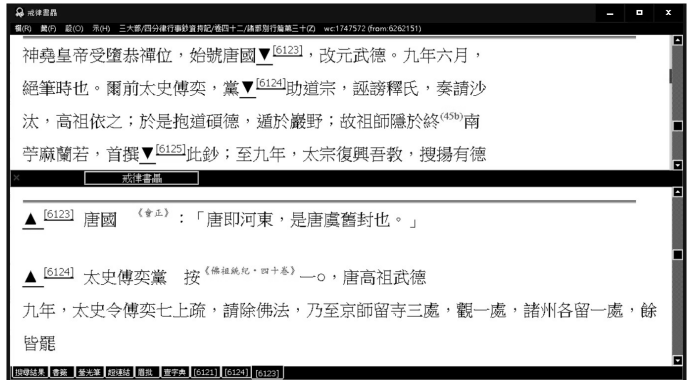 戒律書晶
檔(R) 襲(F) 設(O) 示(H) 三大部/四分律行事鈔資持記/卷四十二/諸部別行篇第三十(Z) wc:1747572 (from:6262151)
神堯皇帝受墮恭禪位，始號唐國▼[6123]，改元武德。九年六月，
絕筆時也。爾前太史傅奕，黨▼[6124]助道宗，誣謗釋氏，奏請沙
汰，高祖依之；於是抱道碩德，遁於巖野；故祖師隱於終(45b)南
苧麻蘭若，首撰▼[6125]此鈔；至九年，太宗復興吾教，搜揚有德
戒律書晶
▲[6123] 唐國 《會正》：「唐即河東，是唐虞舊封也。」
▲[6124] 太史傅奕黨 按《佛祖統紀．四十卷》一○，唐高祖武德
九年，太史令傅奕七上疏，請除佛法，乃至京師留寺三處，觀一處，諸州各留一處，餘
皆罷
搜尋結果 書籤 螢光筆 超連結 眉批 查字典 [6121] [6124] [6123]